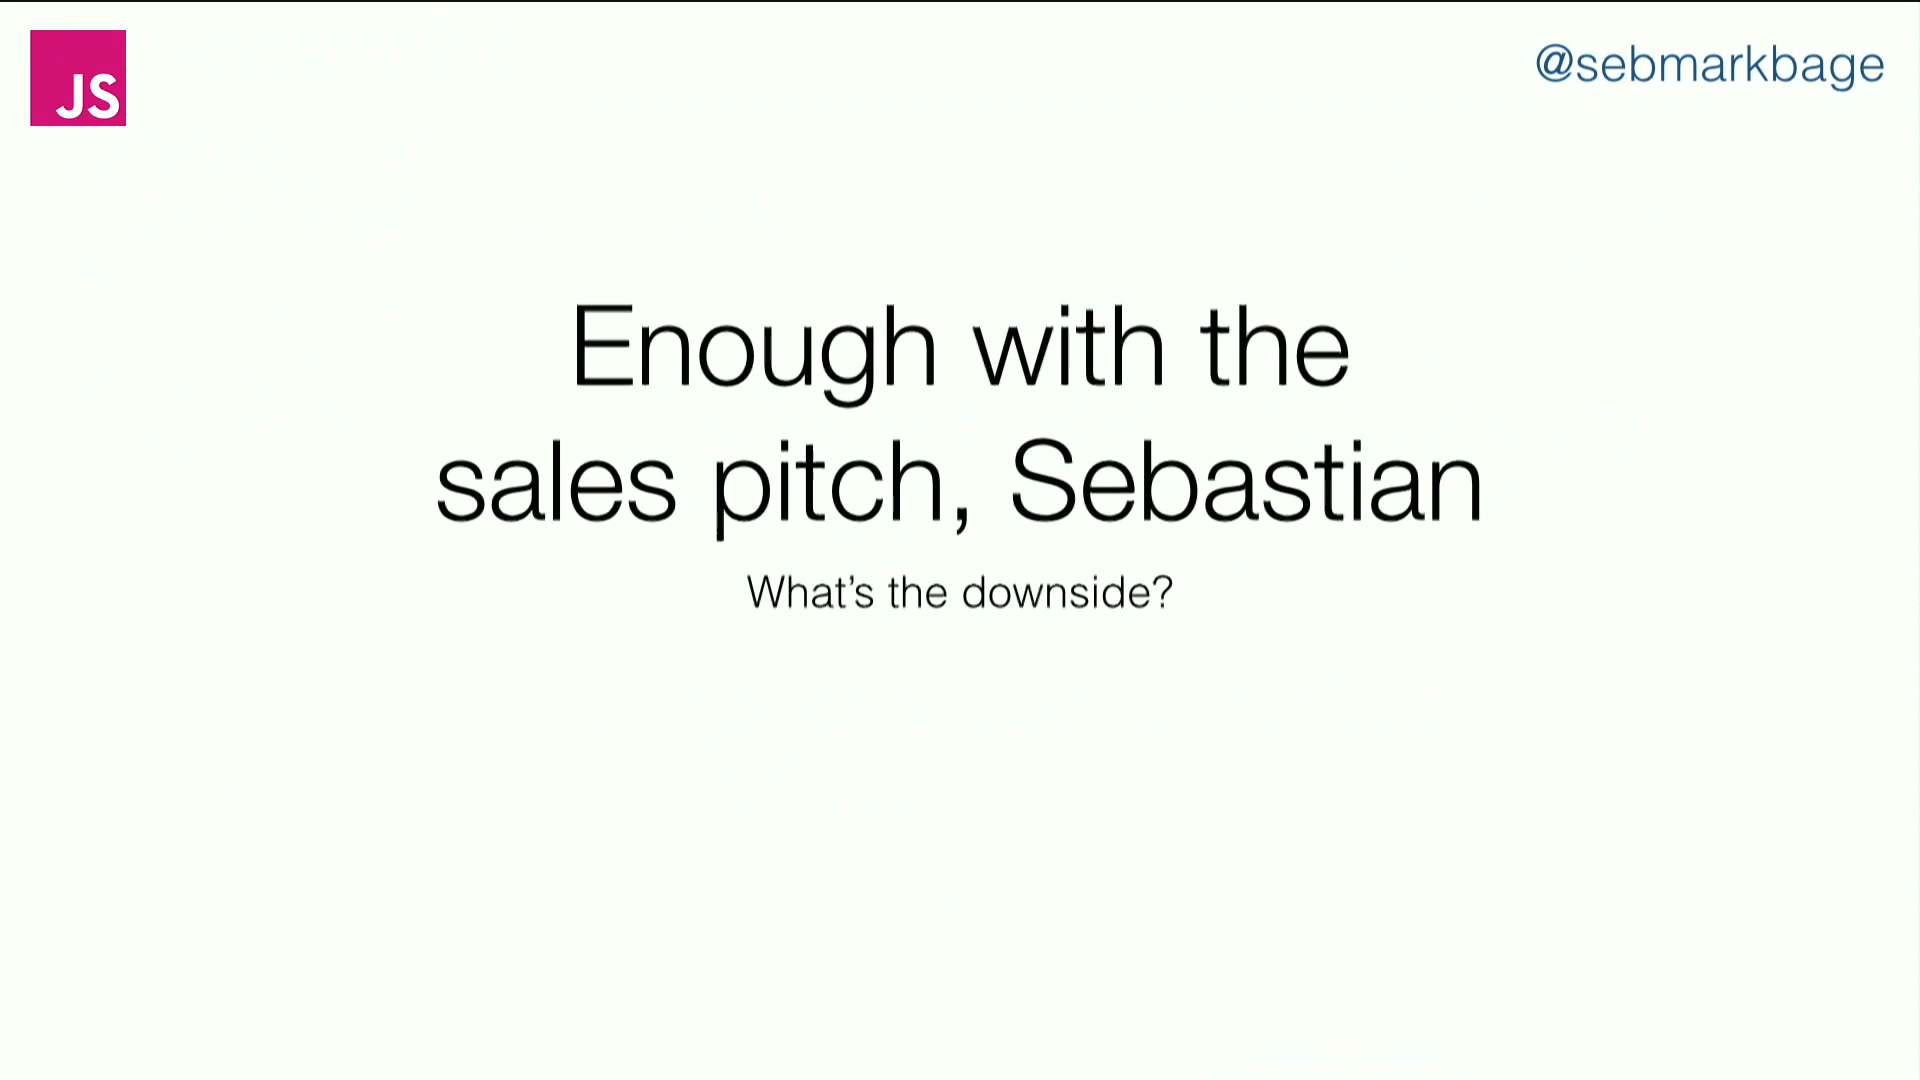 JS
@sebmarkbage
Enough with the
sales pitch, Sebastian
What’s the downside?